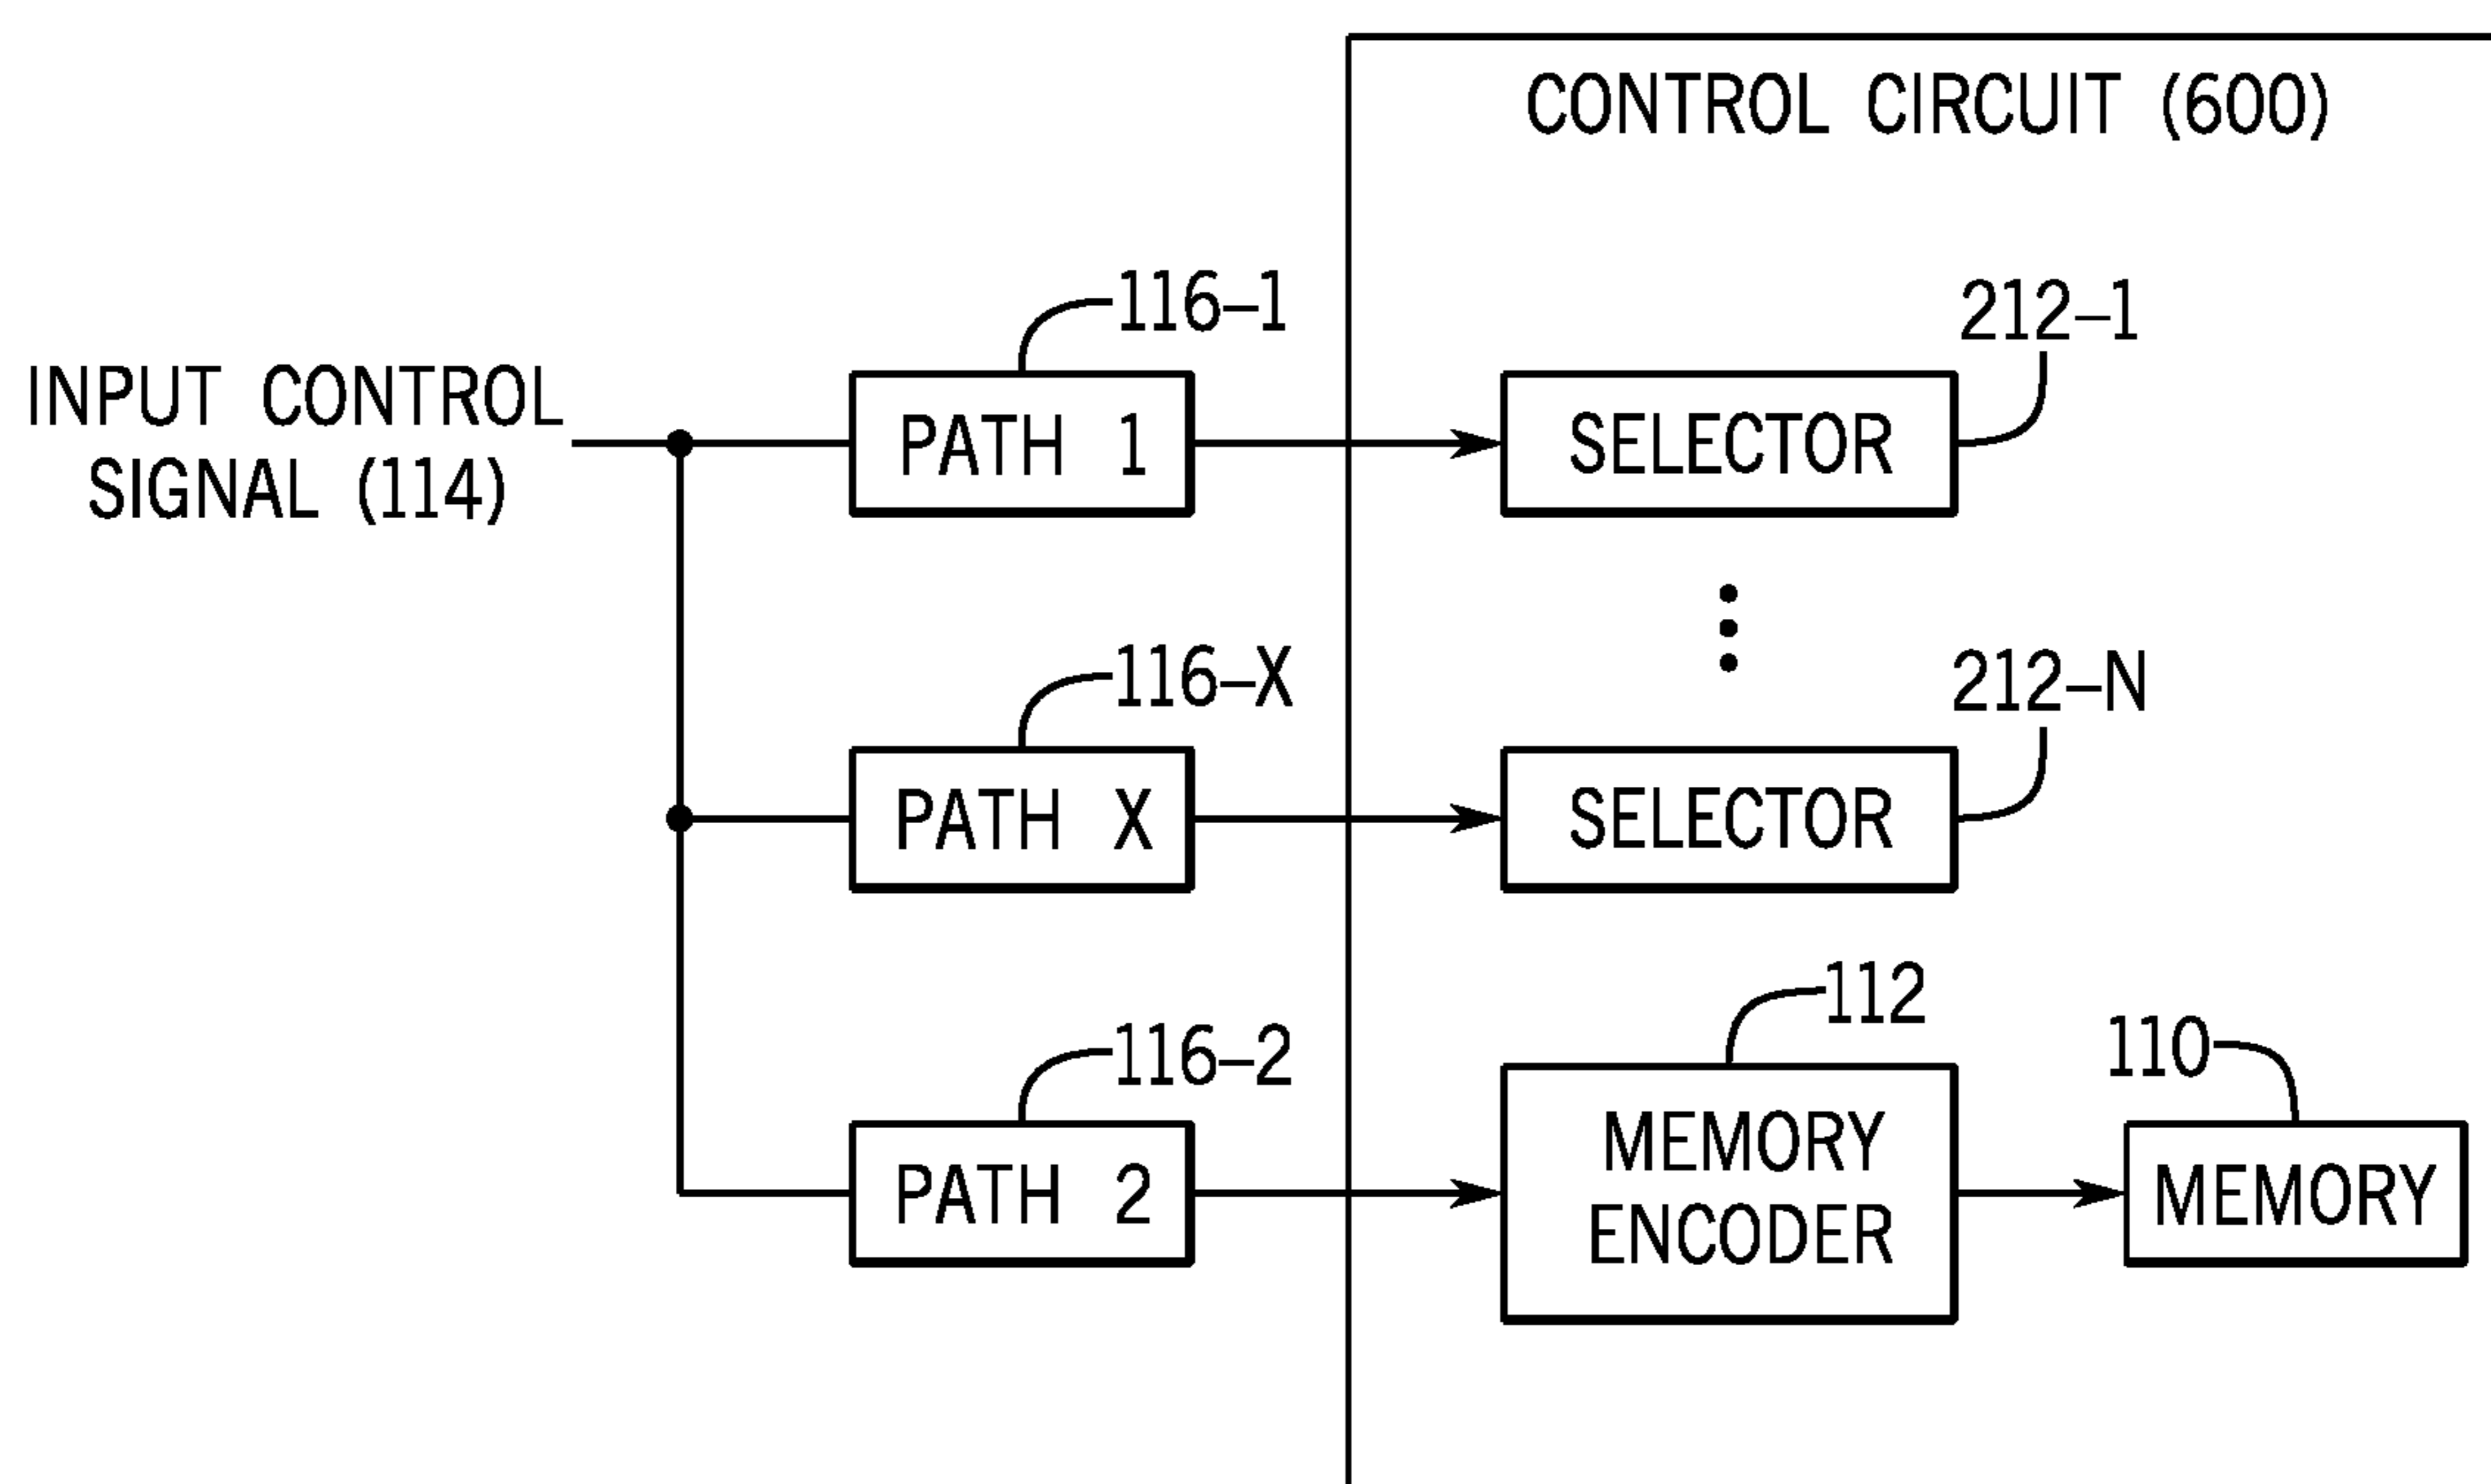 CONTROL CIRCUIT (600)
116–1
212–1
INPUT CONTROL
SIGNAL (114)
PATH 1
SELECTOR
116–X
212–N
PATH X
SELECTOR
112
116–2
110
PATH 2
MEMORY
ENCODER
MEMORY